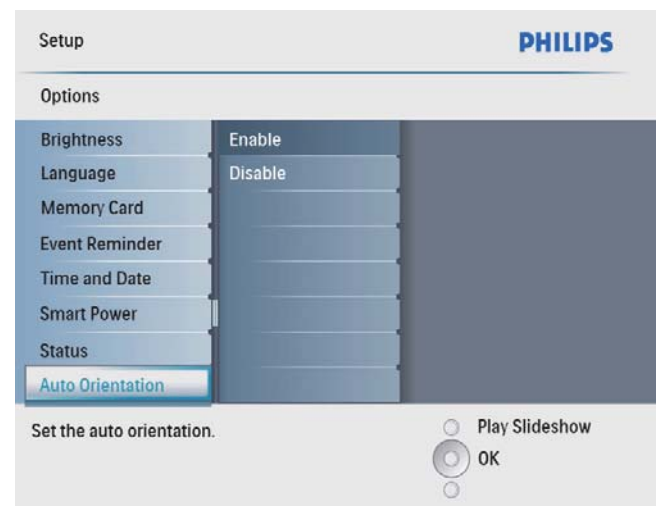 Setup
PHILIPS
Options
Brightness
Language
Memory Card
Event Reminder
Time and Date
Smart Power
Status
Auto Orientation
Enable
Disable
Set the auto orientation.
Play Slideshow
OK